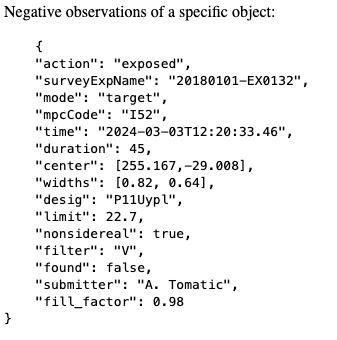 Negative observations of a specific object:
{
"action": "exposed",
"surveyExpName": "20180101-EX0132",
"mode": "target",
"mpcCode": "I52",
"time": "2024-03-03T12:20:33.46",
"duration": 45,
"center": [255.167,-29.008],
"widths": [0.82, 0.64],
"desig": "P11Uypl",
"limit": 22.7,
"nonsidereal": true,
"filter": "V",
"found": false,
"submitter": "A. Tomatic",
"fill_factor": 0.98
}